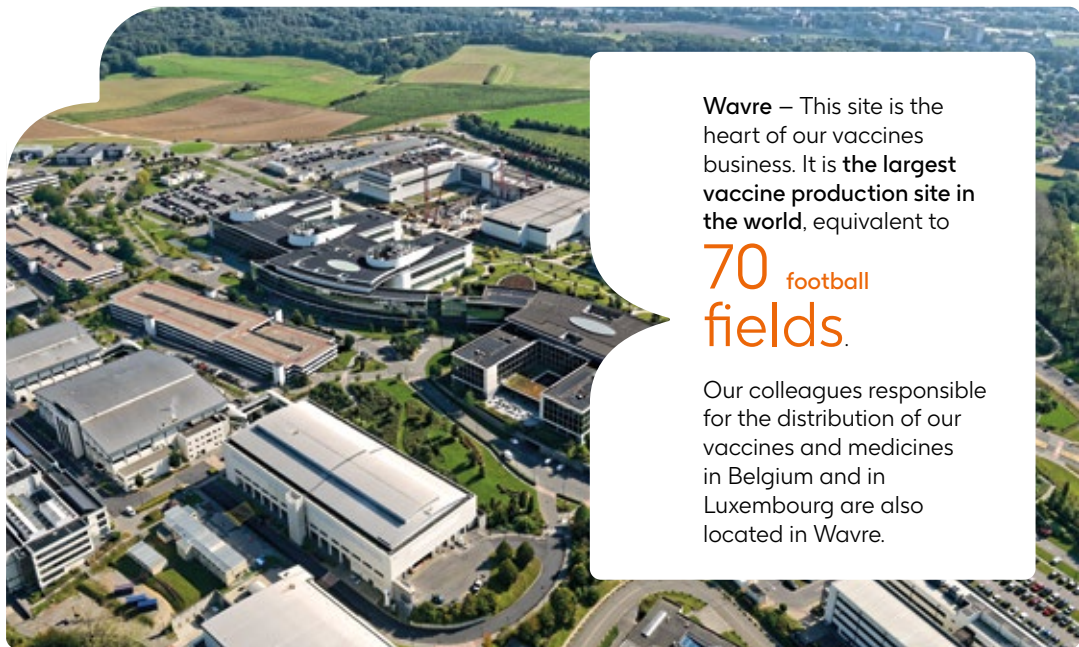 Wavre – This site is the
heart of our vaccines
business. It is the largest
vaccine production site in
the world, equivalent to
70 football
fields.
Our colleagues responsible
for the distribution of our
vaccines and medicines
in Belgium and in
Luxembourg are also
located in Wavre.